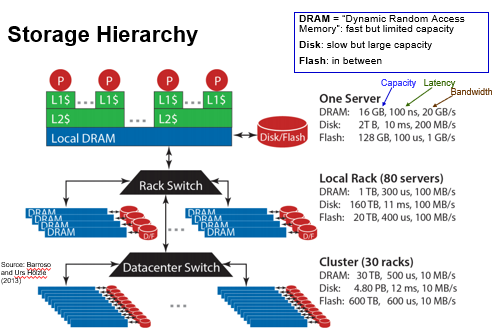 Storage Hierarchy
DRAM = “Dynamic Random Access
Memory”: fast but limited capacity
Disk: slow but large capacity
Flash: in between
P P P P
L1$ ... L1$ L1$ ... L1$
L2$ ... L2$
Local DRAM
Disk/Flash
Capacity
Latency
Bandwidth
One Server
DRAM: 16 GB, 100 ns, 20 GB/s
Disk: 2T B, 10 ms, 200 MB/s
Flash: 128 GB, 100 us, 1 GB/s
Rack Switch
Local Rack (80 servers)
DRAM: 1 TB, 300 us, 100 MB/s
Disk: 160 TB, 11 ms, 100 MB/s
Flash: 20 TB, 400 us, 100 MB/s
DRAM
DRAM
DRAM
DRAM
D/F
...
DRAM
DRAM
DRAM
DRAM
Source: Barroso
and Urs Hölzle
(2013)
Datacenter Switch
Cluster (30 racks)
DRAM: 30 TB, 500 us, 10 MB/s
Disk: 4.80 PB, 12 ms, 10 MB/s
Flash: 600 TB, 600 us, 10 MB/s